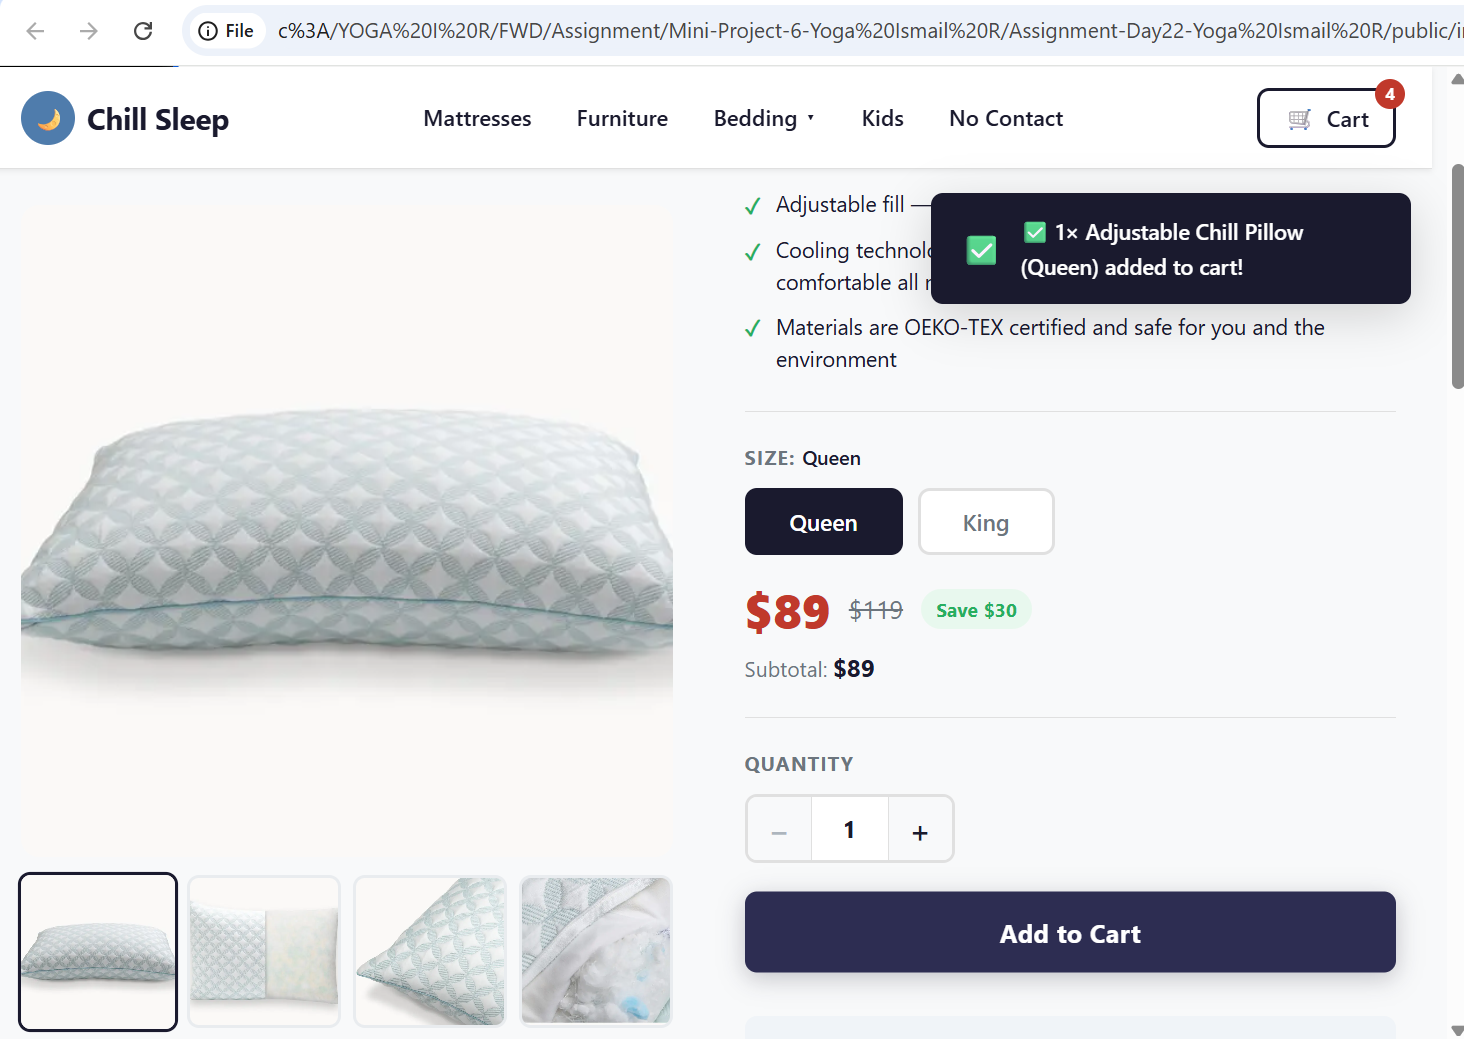 File c%3A/YOGA%20I%20R/FWD/Assignment/Mini-Project-6-Yoga%20Ismail%20R/Assignment-Day22-Yoga%20Ismail%20R/public/
Chill Sleep
Mattresses
Furniture
Bedding
Kids
No Contact
Cart
4
Adjustable fill —
Cooling
comfortable all
✅ 1× Adjustable Chill Pillow
(Queen) added to cart!
Materials are OEKO-TEX certified and safe for you and the
environment
SIZE: Queen
Queen
King
$89 $119 Save $30
Subtotal: $89
QUANTITY
− 1 +
Add to Cart